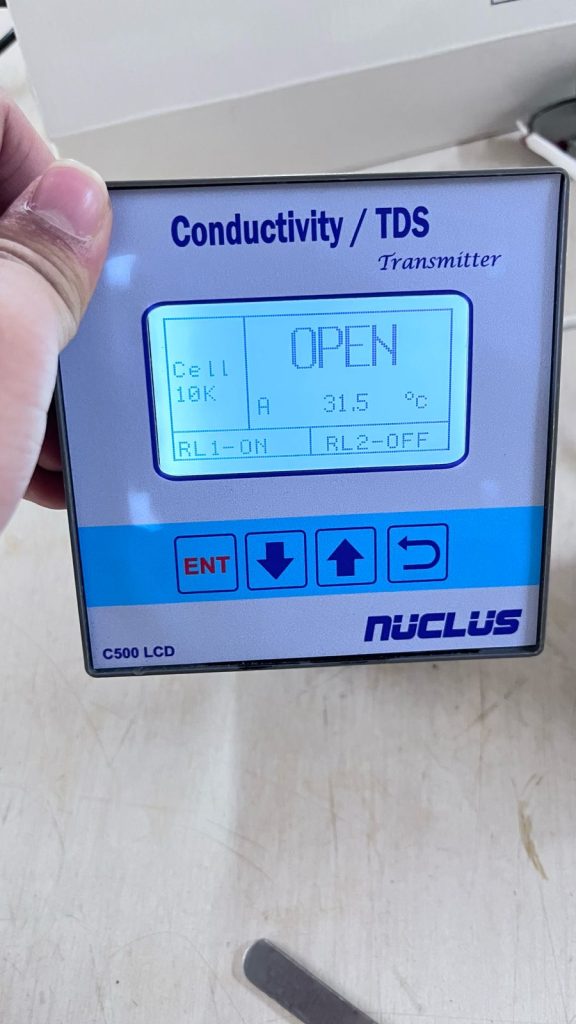 Conductivity / TDS
Transmitter
OPEN
Cell
10K
A 31.5 °C
RL1-ON RL2-OFF
ENT
NUCLUS
C500 LCD